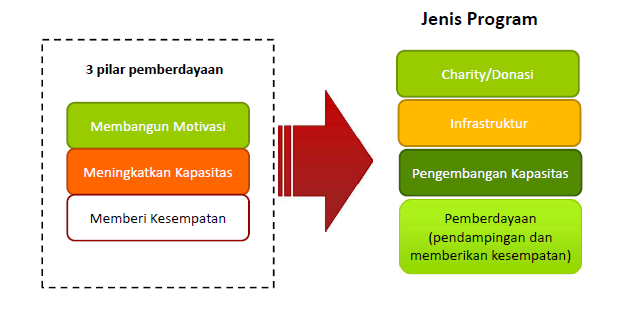 3 pilar pemberdayaan
Membangun Motivasi
Meningkatkan Kapasitas
Memberi Kesempatan
Jenis Program
Charity/Donasi
Infrastruktur
Pengembangan Kapasitas
Pemberdayaan
(pendampingan dan
memberikan kesempatan)